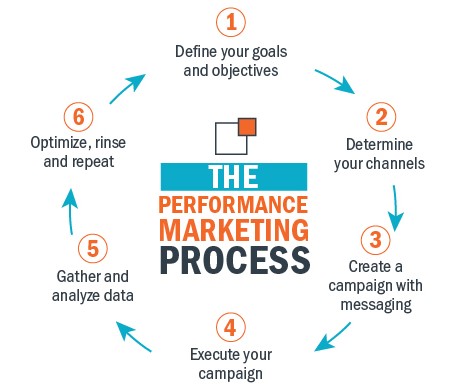 1
Define your goals
and objectives
2
Determine
your channels
3
Create a
campaign with
messaging
4
Execute your
campaign
5
Gather and
analyze data
6
Optimize, rinse
and repeat
THE
PERFORMANCE
MARKETING
PROCESS